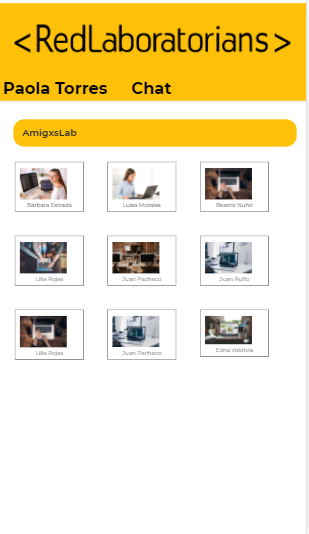 <RedLaboratorians>
Paola Torres Chat
AmigxsLab
Bárbara Estrada Luisa Morales Beatriz Nuño
Lilia Rojas Juan Pacheco Juan Rulfo
Lilia Rojas Juan Pacheco Edna Valdivia